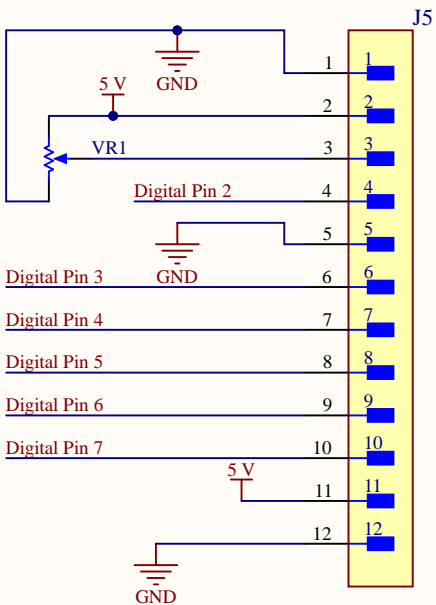 J5
1 1
GND
5 V
2 2
VR1 3 3
Digital Pin 2 4 4
5 5
GND
Digital Pin 3 6 6
Digital Pin 4 7 7
Digital Pin 5 8 8
Digital Pin 6 9 9
Digital Pin 7 10 10
5 V
11 11
12 12
GND